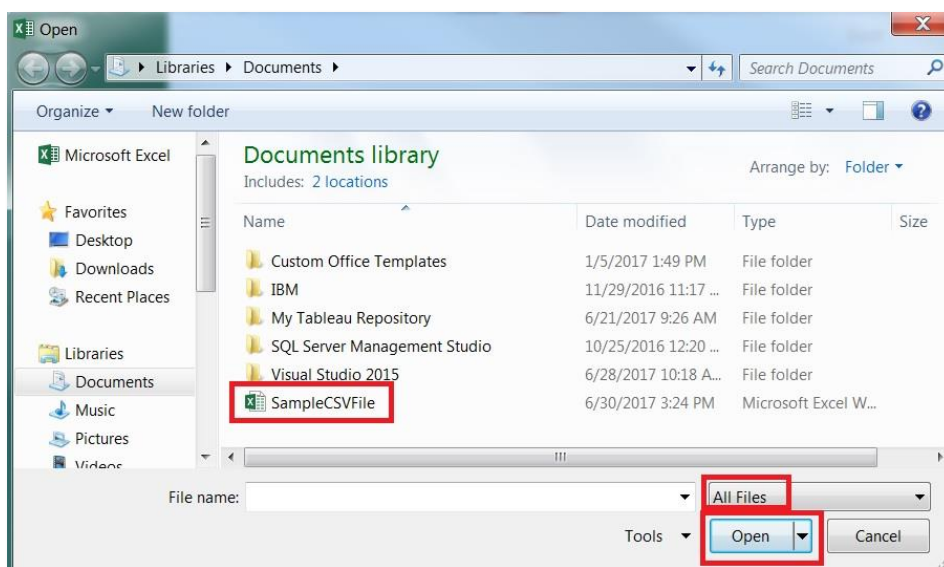 Open
Libraries Documents
Search Documents
Organize New folder
Microsoft Excel
Favorites
Desktop
Downloads
Recent Places
Libraries
Documents
Music
Pictures
Videos
Documents library
Includes: 2 locations
Arrange by: Folder
Name Date modified Type Size
Custom Office Templates 1/5/2017 1:49 PM File folder
IBM 11/29/2016 11:17 ... File folder
My Tableau Repository 6/21/2017 9:26 AM File folder
SQL Server Management Studio 10/25/2016 12:20 ... File folder
Visual Studio 2015 6/28/2017 10:18 A... File folder
SampleCSVFile 6/30/2017 3:24 PM Microsoft Excel W...
File name: All Files
Tools Open Cancel